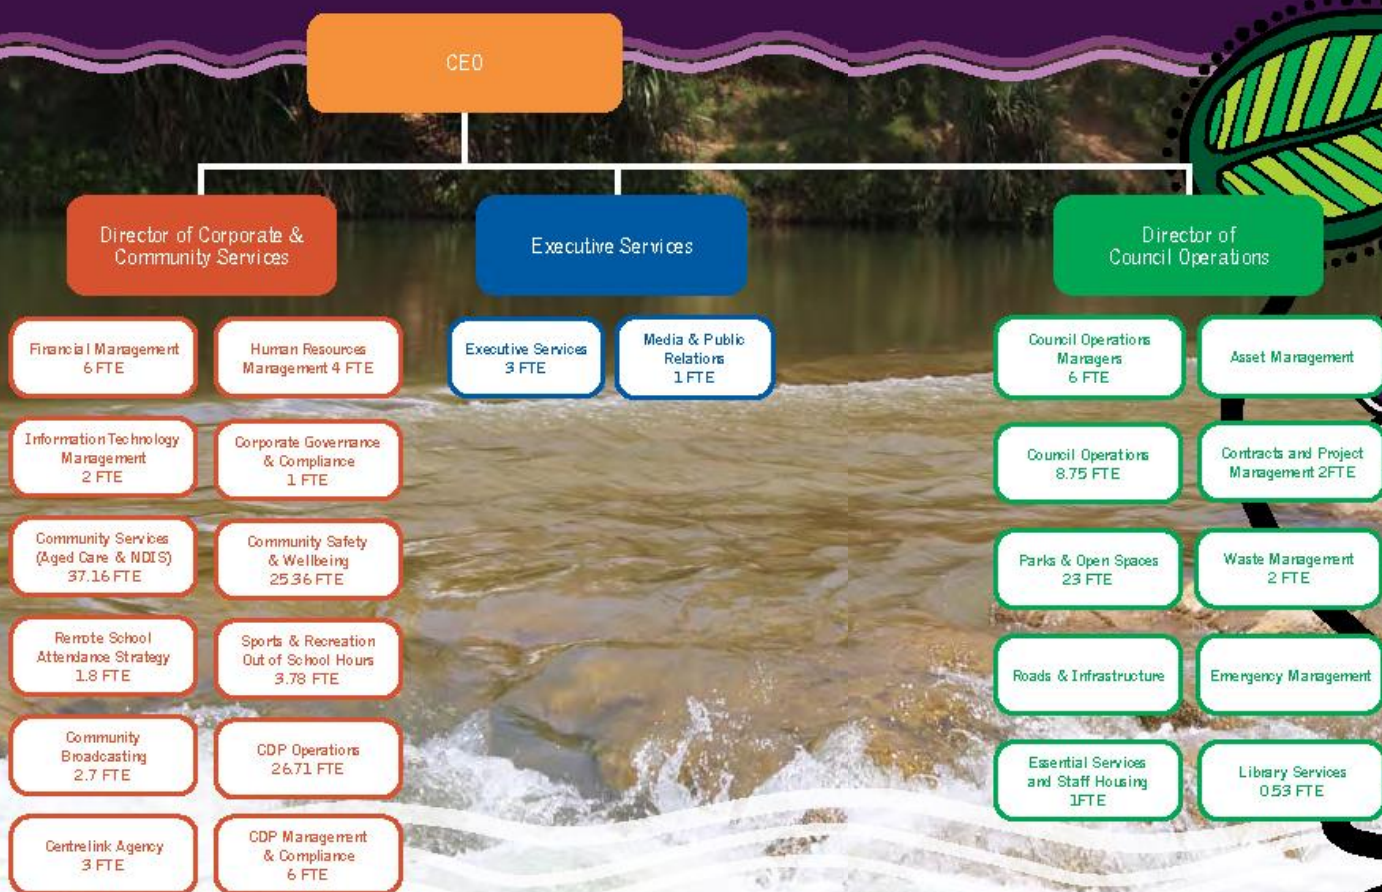 CEO
Director of Corporate &
Community Services
Executive Services
Director of
Council Operations
Financial Management
6 FTE
Human Resources
Management 4 FTE
Information Technology
Management
2 FTE
Corporate Governance
& Compliance
1 FTE
Community Services
(Aged Care & NDIS)
37.16 FTE
Community Safety
& Wellbeing
25.36 FTE
Remote School
Attendance Strategy
1.8 FTE
Sports & Recreation
Out of School Hours
3.78 FTE
Community
Broadcasting
2.7 FTE
CDP Operations
26.71 FTE
Centrelink Agency
3 FTE
CDP Management
& Compliance
6 FTE
Executive Services
3 FTE
Media & Public
Relations
1 FTE
Council Operations
Managers
6 FTE
Asset Management
Council Operations
8.75 FTE
Contracts and Project
Management 2FTE
Parks & Open Spaces
23 FTE
Waste Management
2 FTE
Roads & Infrastructure
Emergency Management
Essential Services
and Staff Housing
1FTE
Library Services
0.53 FTE